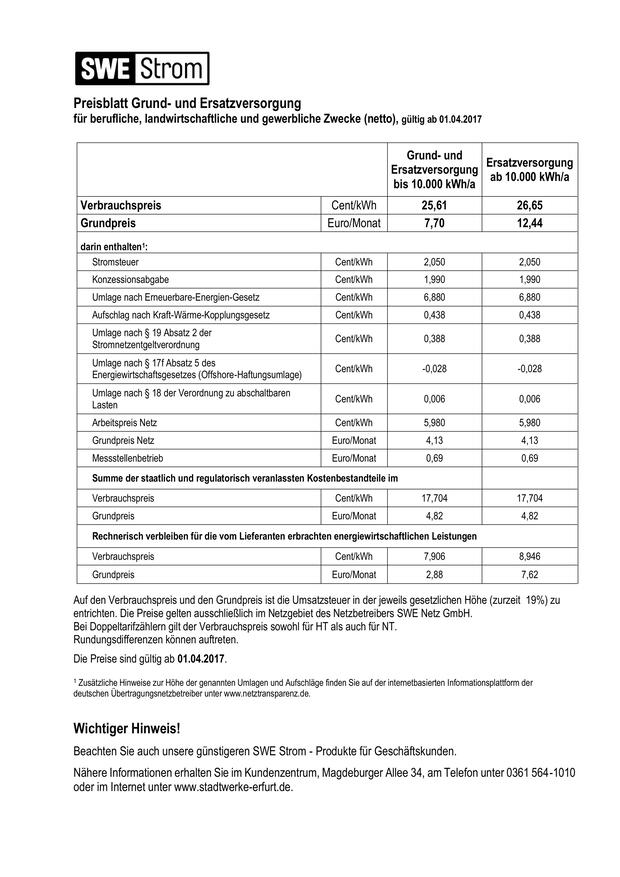 SWE Strom
Preisblatt Grund- und Ersatzversorgung
für berufliche, landwirtschaftliche und gewerbliche Zwecke (netto), gültig ab 01.04.2017
Grund- und
Ersatzversorgung
bis 10.000 kWh/a
Ersatzversorgung
ab 10.000 kWh/a
Verbrauchspreis Cent/kWh 25,61 26,65
Grundpreis Euro/Monat 7,70 12,44
darin enthalten¹:
Stromsteuer Cent/kWh 2,050 2,050
Konzessionsabgabe Cent/kWh 1,990 1,990
Umlage nach Erneuerbare-Energien-Gesetz Cent/kWh 6,880 6,880
Aufschlag nach Kraft-Wärme-Kopplungsgesetz Cent/kWh 0,438 0,438
Umlage nach § 19 Absatz 2 der
Stromnetzentgeltverordnung Cent/kWh 0,388 0,388
Umlage nach § 17f Absatz 5 des
Energiewirtschaftsgesetzes (Offshore-Haftungsumlage) Cent/kWh -0,028 -0,028
Umlage nach § 18 der Verordnung zu abschaltbaren
Lasten Cent/kWh 0,006 0,006
Arbeitspreis Netz Cent/kWh 5,980 5,980
Grundpreis Netz Euro/Monat 4,13 4,13
Messstellenbetrieb Euro/Monat 0,69 0,69
Summe der staatlich und regulatorisch veranlassten Kostenbestandteile im
Verbrauchspreis Cent/kWh 17,704 17,704
Grundpreis Euro/Monat 4,82 4,82
Rechnerisch verbleiben für die vom Lieferanten erbrachten energiewirtschaftlichen Leistungen
Verbrauchspreis Cent/kWh 7,906 8,946
Grundpreis Euro/Monat 2,88 7,62
Auf den Verbrauchspreis und den Grundpreis ist die Umsatzsteuer in der jeweils gesetzlichen Höhe (zurzeit 19%) zu
entrichten. Die Preise gelten ausschließlich im Netzgebiet des Netzbetreibers SWE Netz GmbH.
Bei Doppeltarifzählern gilt der Verbrauchspreis sowohl für HT als auch für NT.
Rundungsdifferenzen können auftreten.
Die Preise sind gültig ab 01.04.2017.
¹ Zusätzliche Hinweise zur Höhe der genannten Umlagen und Aufschläge finden Sie auf der internetbasierten Informationsplattform der
deutschen Übertragungsnetzbetreiber unter www.netztransparenz.de.
Wichtiger Hinweis!
Beachten Sie auch unsere günstigeren SWE Strom - Produkte für Geschäftskunden.
Nähere Informationen erhalten Sie im Kundenzentrum, Magdeburger Allee 34, am Telefon unter 0361 564-1010
oder im Internet unter www.stadtwerke-erfurt.de.